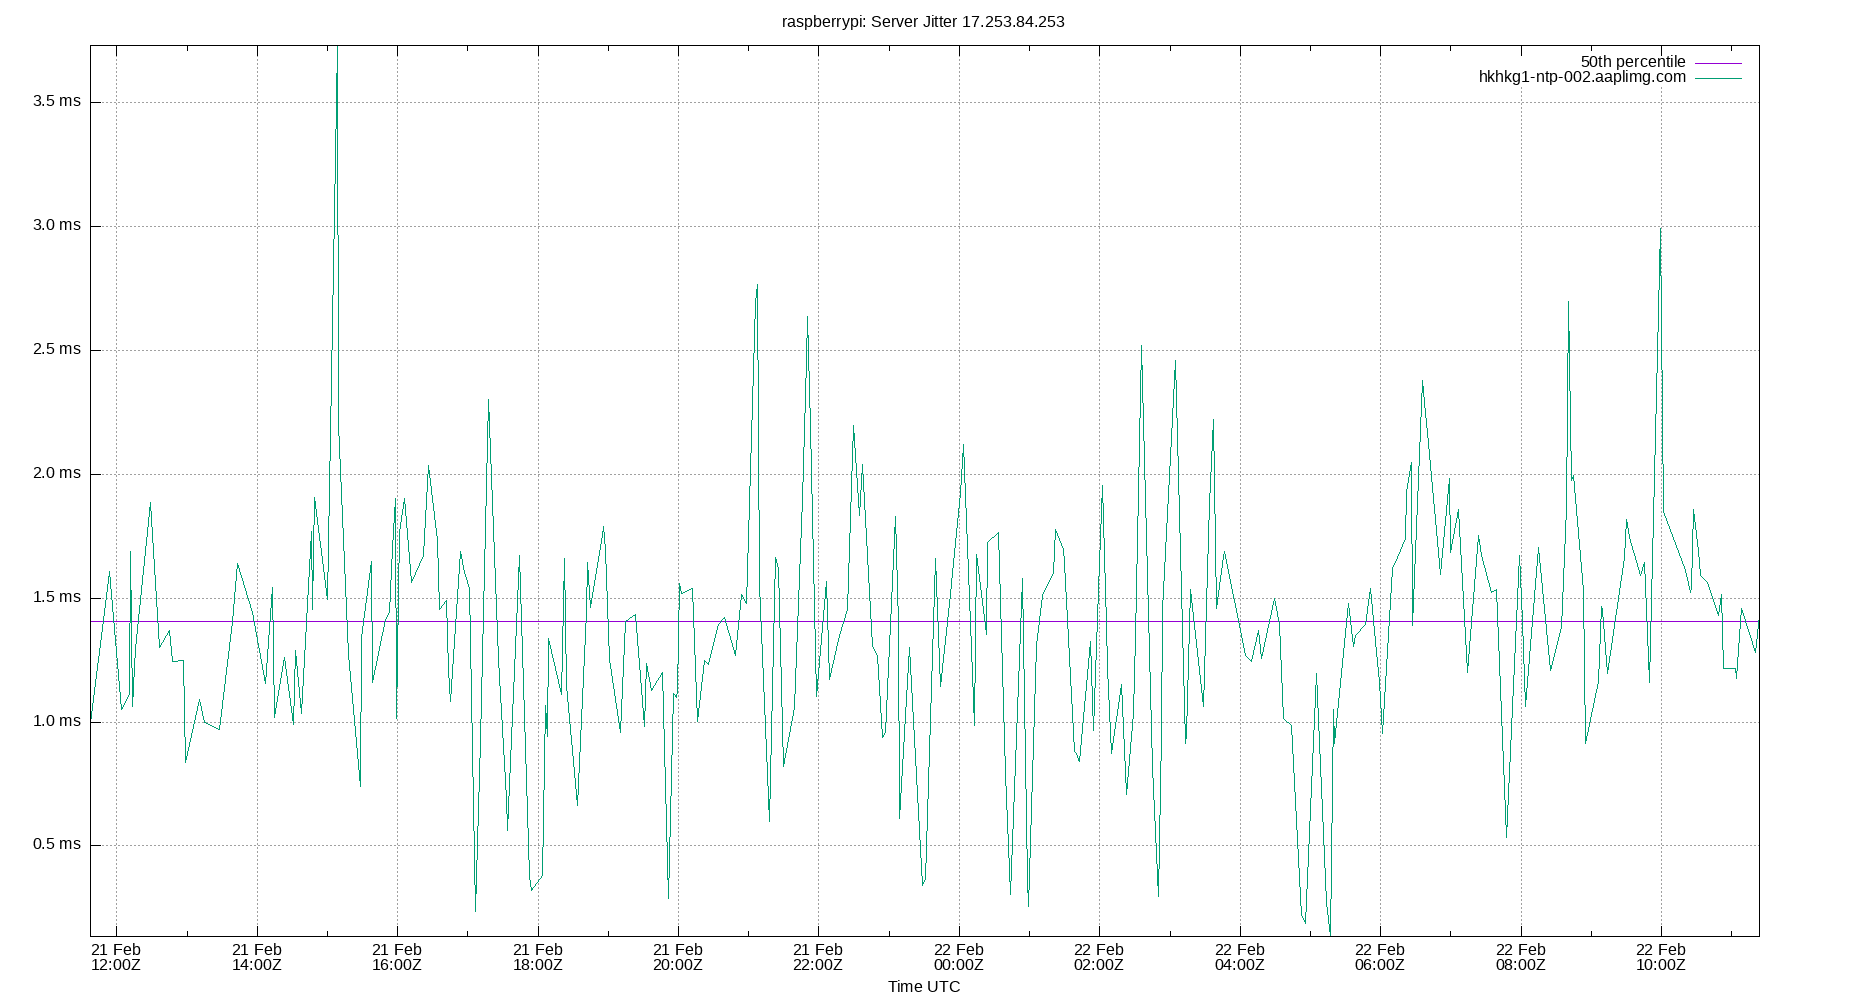 raspberrypi: Server Jitter 17.253.84.253
50th percentile
hkhkg1-ntp-002.aaplimg.com
3.5 ms
3.0 ms
2.5 ms
2.0 ms
1.5 ms
1.0 ms
0.5 ms
21 Feb 21 Feb 21 Feb 21 Feb 21 Feb 21 Feb 22 Feb 22 Feb 22 Feb 22 Feb 22 Feb 22 Feb
12:00Z 14:00Z 16:00Z 18:00Z 20:00Z 22:00Z 00:00Z 02:00Z 04:00Z 06:00Z 08:00Z 10:00Z
Time UTC